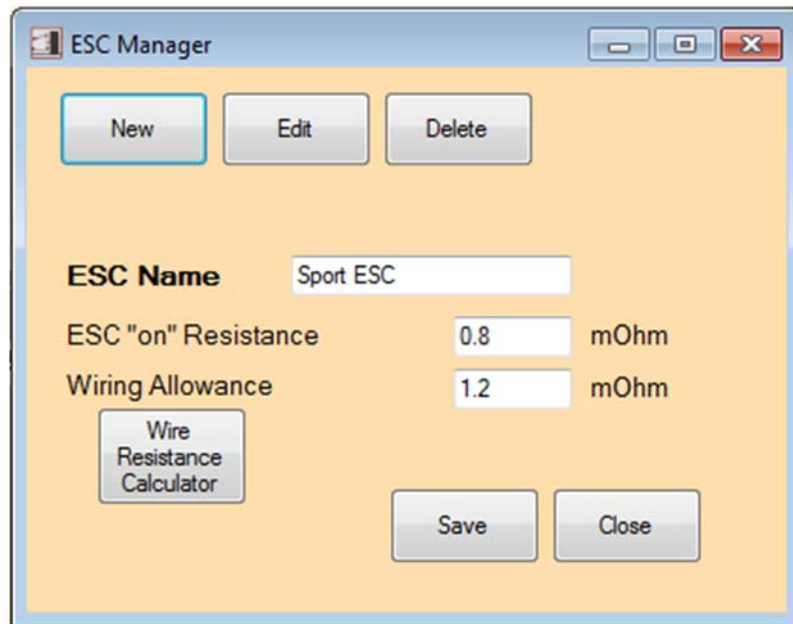 ESC Manager
New Edit Delete
ESC Name Sport ESC
ESC "on" Resistance 0.8 mOhm
Wiring Allowance 1.2 mOhm
Wire
Resistance
Calculator
Save Close